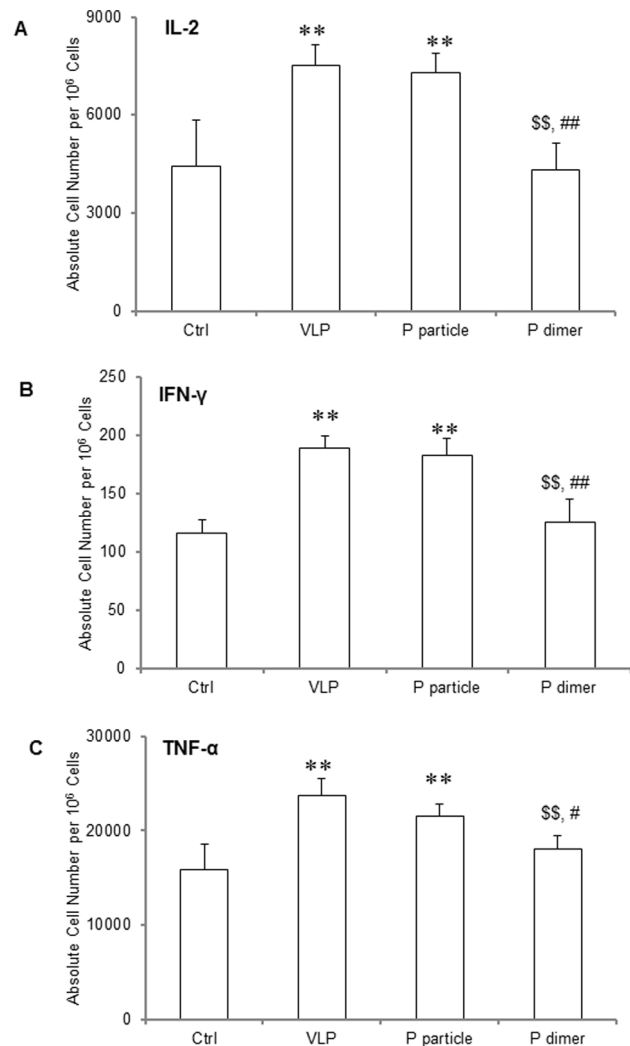 A
IL-2
Absolute Cell Number per 10⁶ Cells
9000
6000
3000
0
**
**
$$, ##
Ctrl
VLP
P particle
P dimer
B
IFN-γ
Absolute Cell Number per 10⁶ Cells
250
200
150
100
50
0
**
**
$$, ##
Ctrl
VLP
P particle
P dimer
C
TNF-α
Absolute Cell Number per 10⁶ Cells
30000
20000
10000
0
**
**
$$, #
Ctrl
VLP
P particle
P dimer